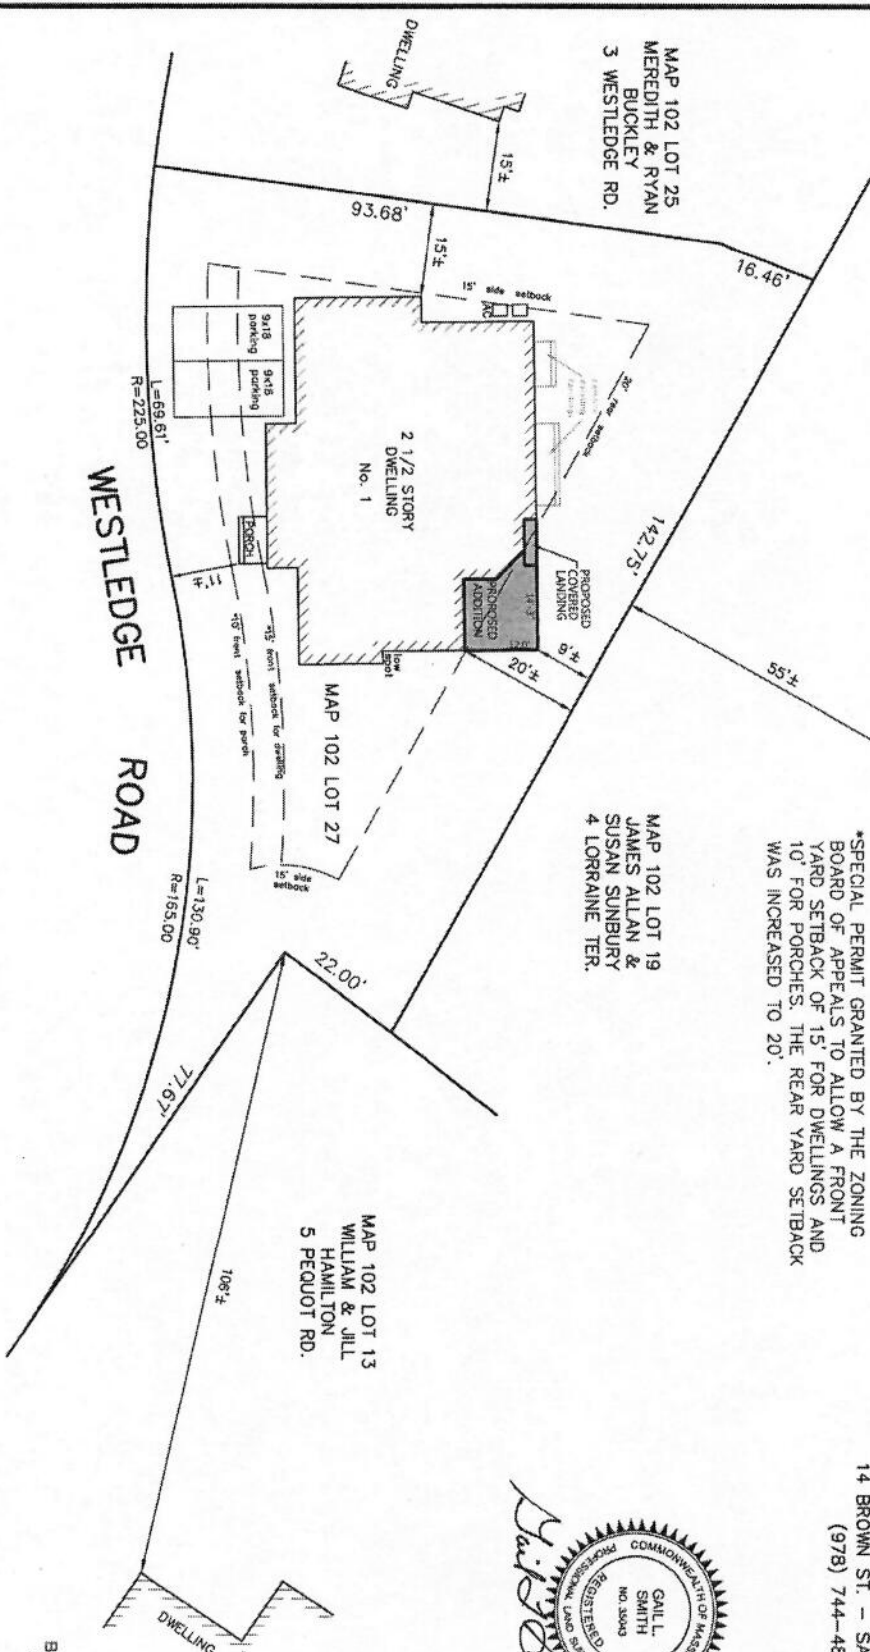 14 BROWN ST. – SA
(978) 744-48
*SPECIAL PERMIT GRANTED BY THE ZONING
BOARD OF APPEALS TO ALLOW A FRONT
YARD SETBACK OF 15' FOR DWELLINGS AND
10' FOR PORCHES. THE REAR YARD SETBACK
WAS INCREASED TO 20'.
COMMONWEALTH OF MASS
GAIL L.
SMITH
NO. 35043
REGISTERED
PROFESSIONAL LAND SU
DWELLING
MAP 102 LOT 25
MEREDITH & RYAN
BUCKLEY
3 WESTLEDGE RD.
15'±
93.68'
15'±
16.46'
15' side setback
AC
*20' rear setback
142.75'
55'±
9x18
parking
9x18
parking
2 1/2 STORY
DWELLING
No. 1
PROPOSED
COVERED
LANDING
PROPOSED
ADDITION
14'-3"
9'±
20'±
PORCH
11'±
low
spot
*15' front setback for dwelling
*10' front setback for porch
MAP 102 LOT 27
15' side
setback
L=69.61'
R=225.00
WESTLEDGE ROAD
L=130.90'
R=165.00
MAP 102 LOT 19
JAMES ALLAN &
SUSAN SUNBURY
4 LORRAINE TER.
22.00'
77.67'
106'±
MAP 102 LOT 13
WILLIAM & JILL
HAMILTON
5 PEQUOT RD.
DWELLING
B